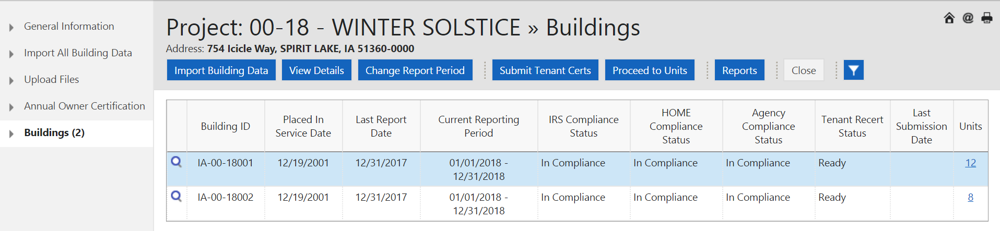 General Information
Import All Building Data
Upload Files
Annual Owner Certification
Buildings (2)
Project: 00-18 - WINTER SOLSTICE » Buildings
Address: 754 Icicle Way, SPIRIT LAKE, IA 51360-0000
Import Building Data View Details Change Report Period Submit Tenant Certs Proceed to Units Reports Close
Building ID Placed In Service Date Last Report Date Current Reporting Period IRS Compliance Status HOME Compliance Status Agency Compliance Status Tenant Recert Status Last Submission Date Units
IA-00-18001 12/19/2001 12/31/2017 01/01/2018 - 12/31/2018 In Compliance In Compliance In Compliance Ready 12
IA-00-18002 12/19/2001 12/31/2017 01/01/2018 - 12/31/2018 In Compliance In Compliance In Compliance Ready 8